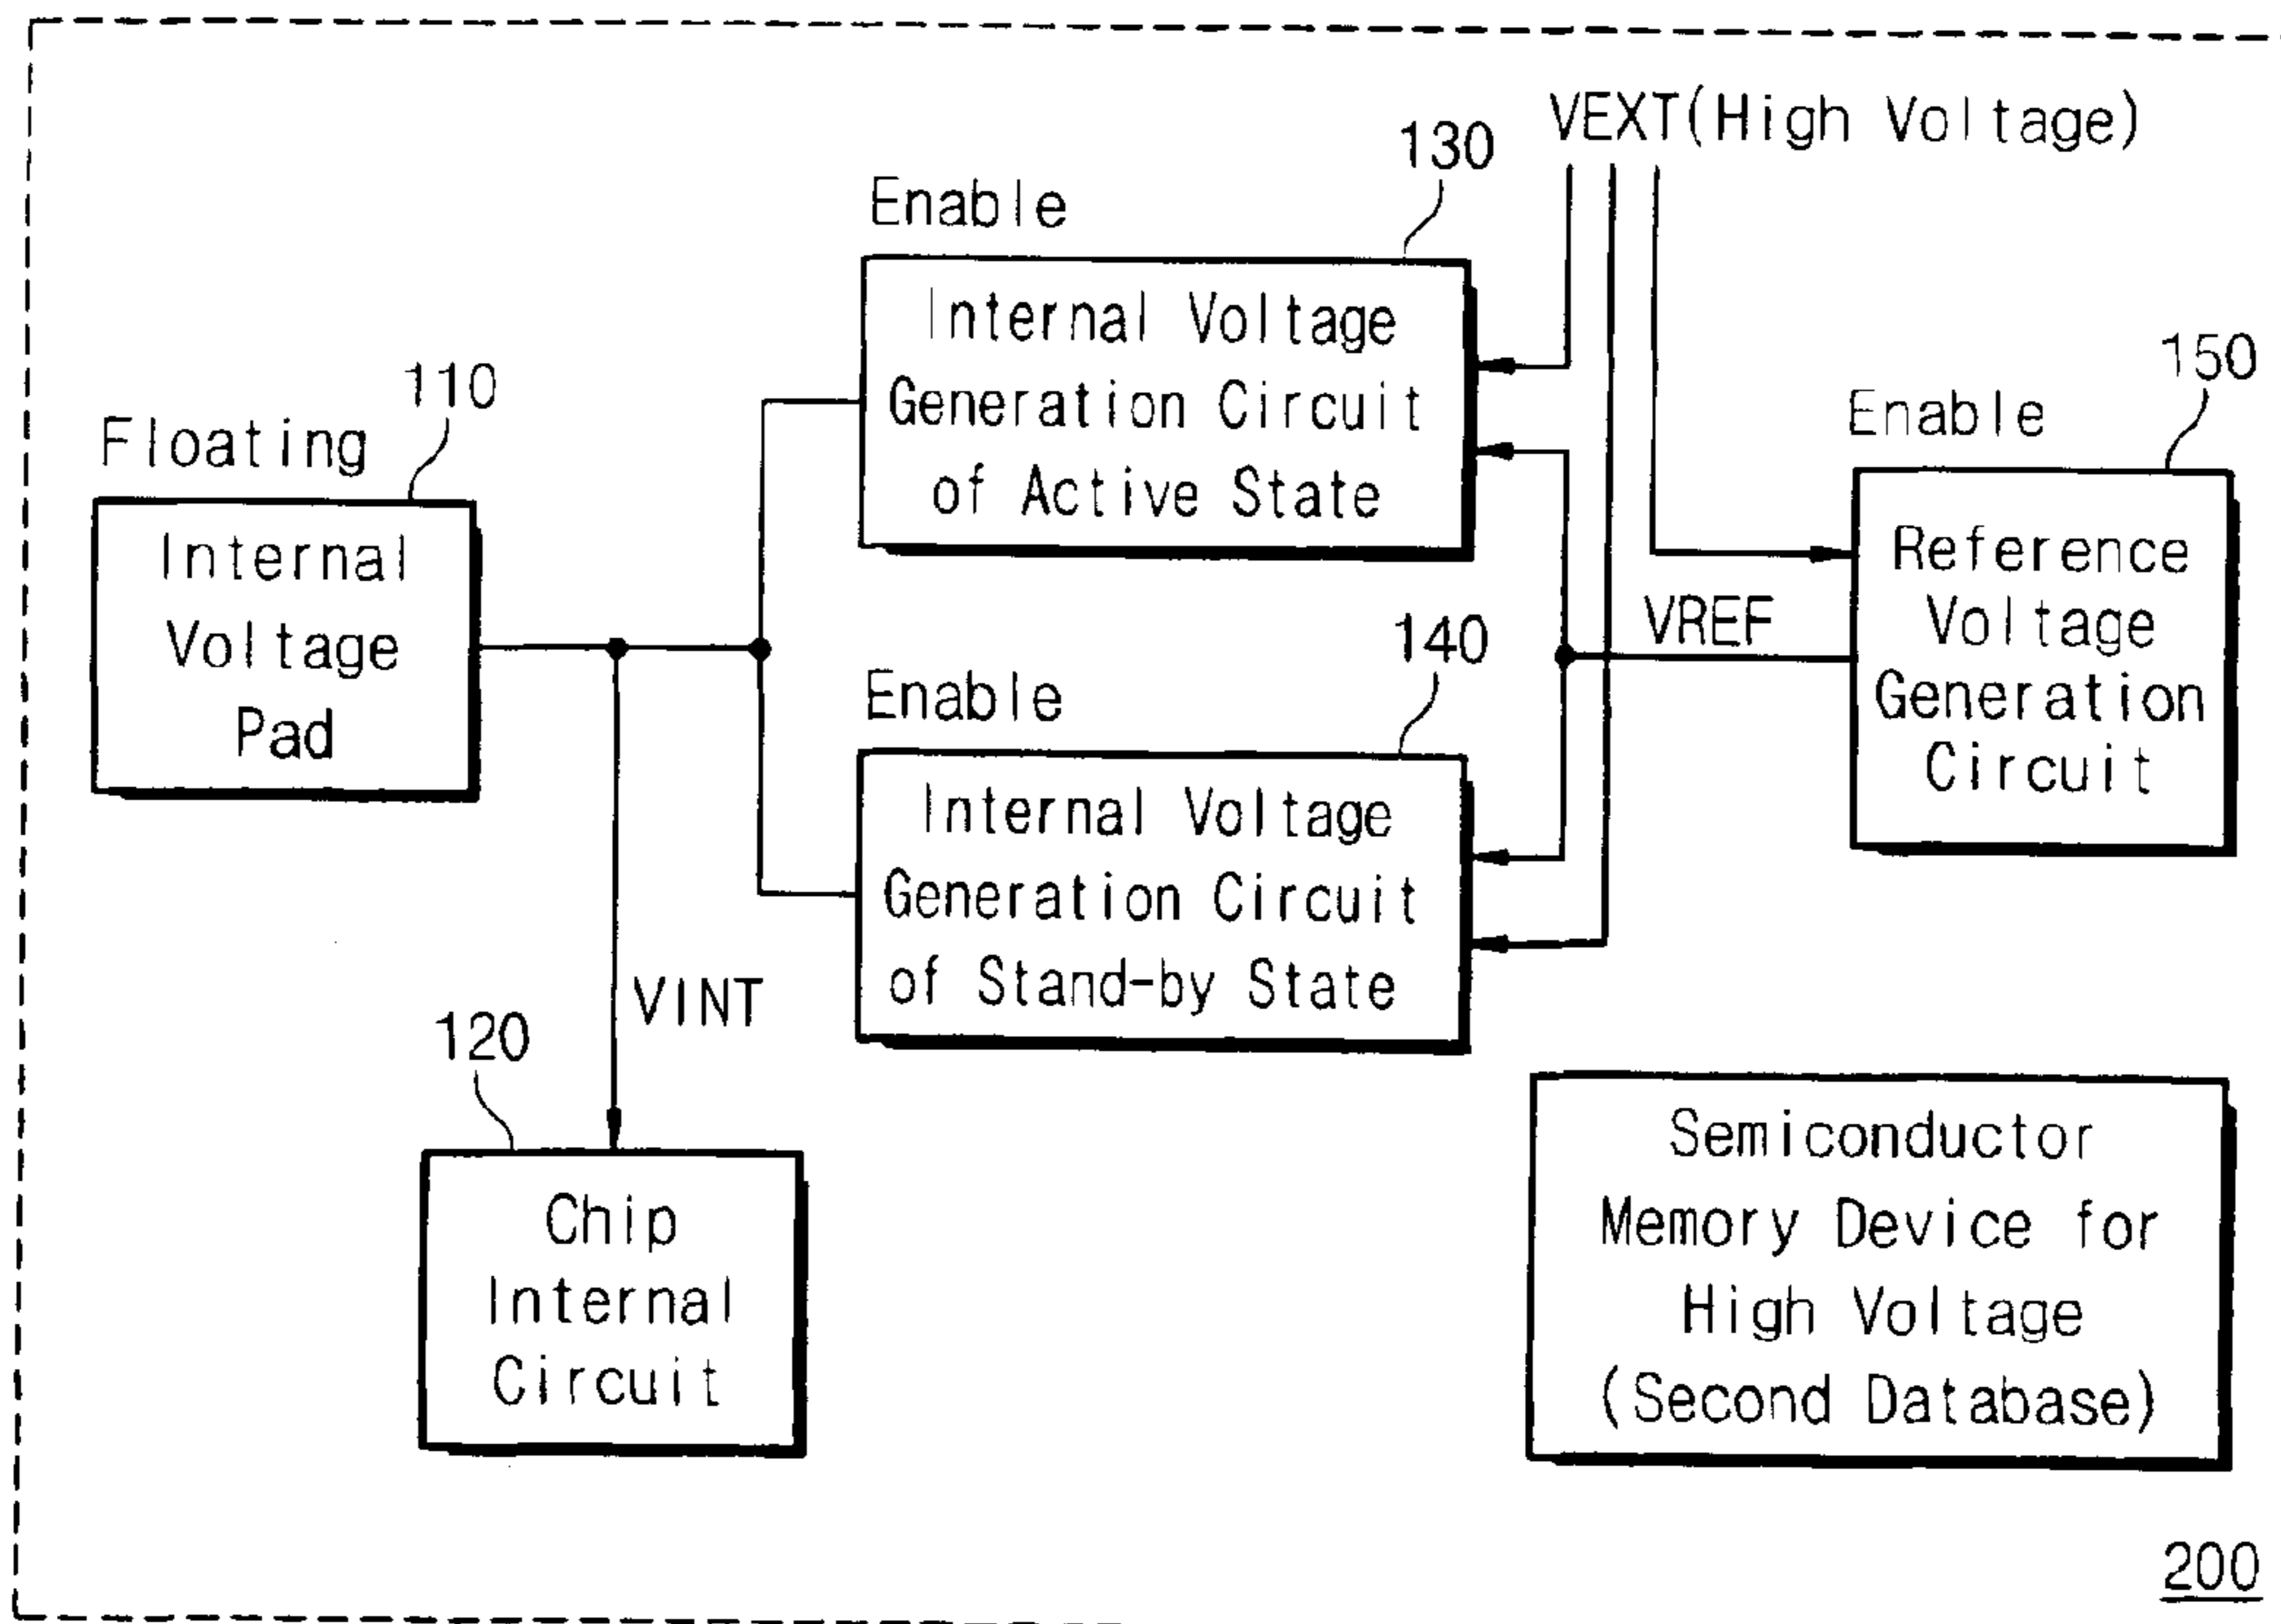 VEXT(High Voltage)
130
Enable
Internal Voltage
Generation Circuit
of Active State
150
Enable
Reference
Voltage
Generation
Circuit
110
Floating
Internal
Voltage
Pad
VREF
140
Enable
Internal Voltage
Generation Circuit
of Stand-by State
VINT
120
Chip
Internal
Circuit
Semiconductor
Memory Device for
High Voltage
(Second Database)
200